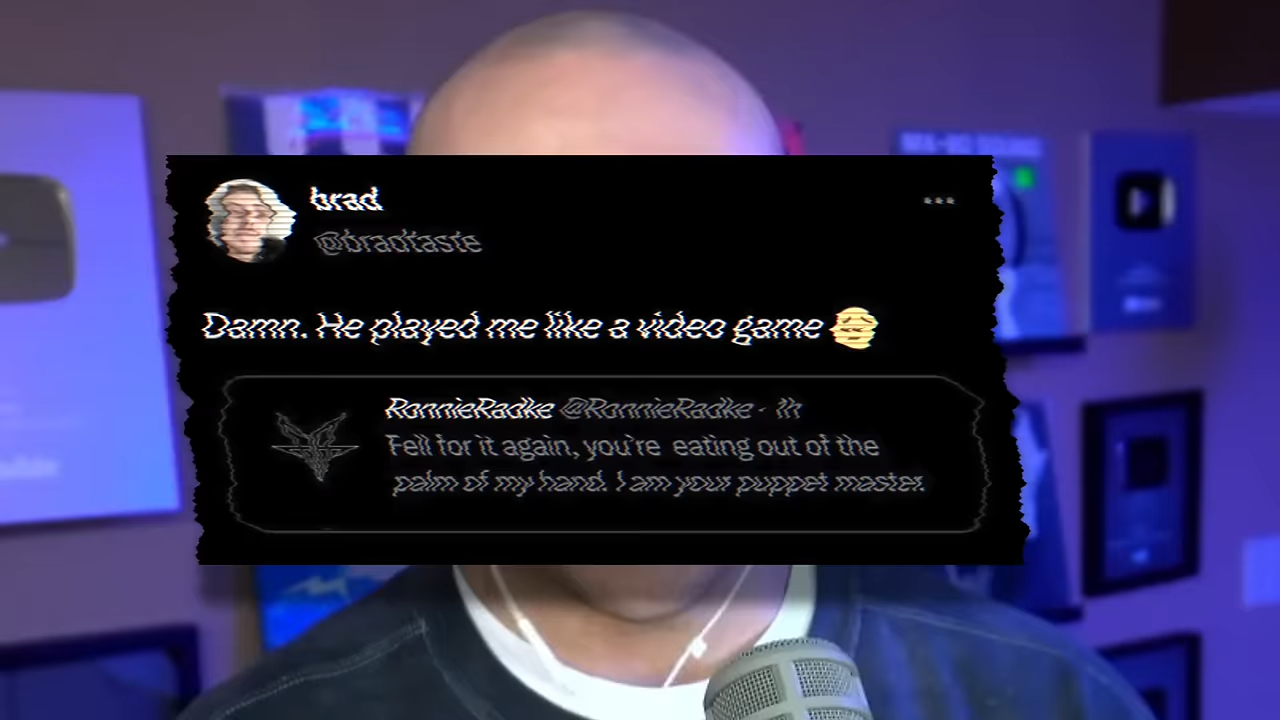 brad
@bradtaste
Damn. He played me like a video game
RonnieRadke @RonnieRadke · 1h
Fell for it again, you're eating out of the
palm of my hand. I am your puppet master.